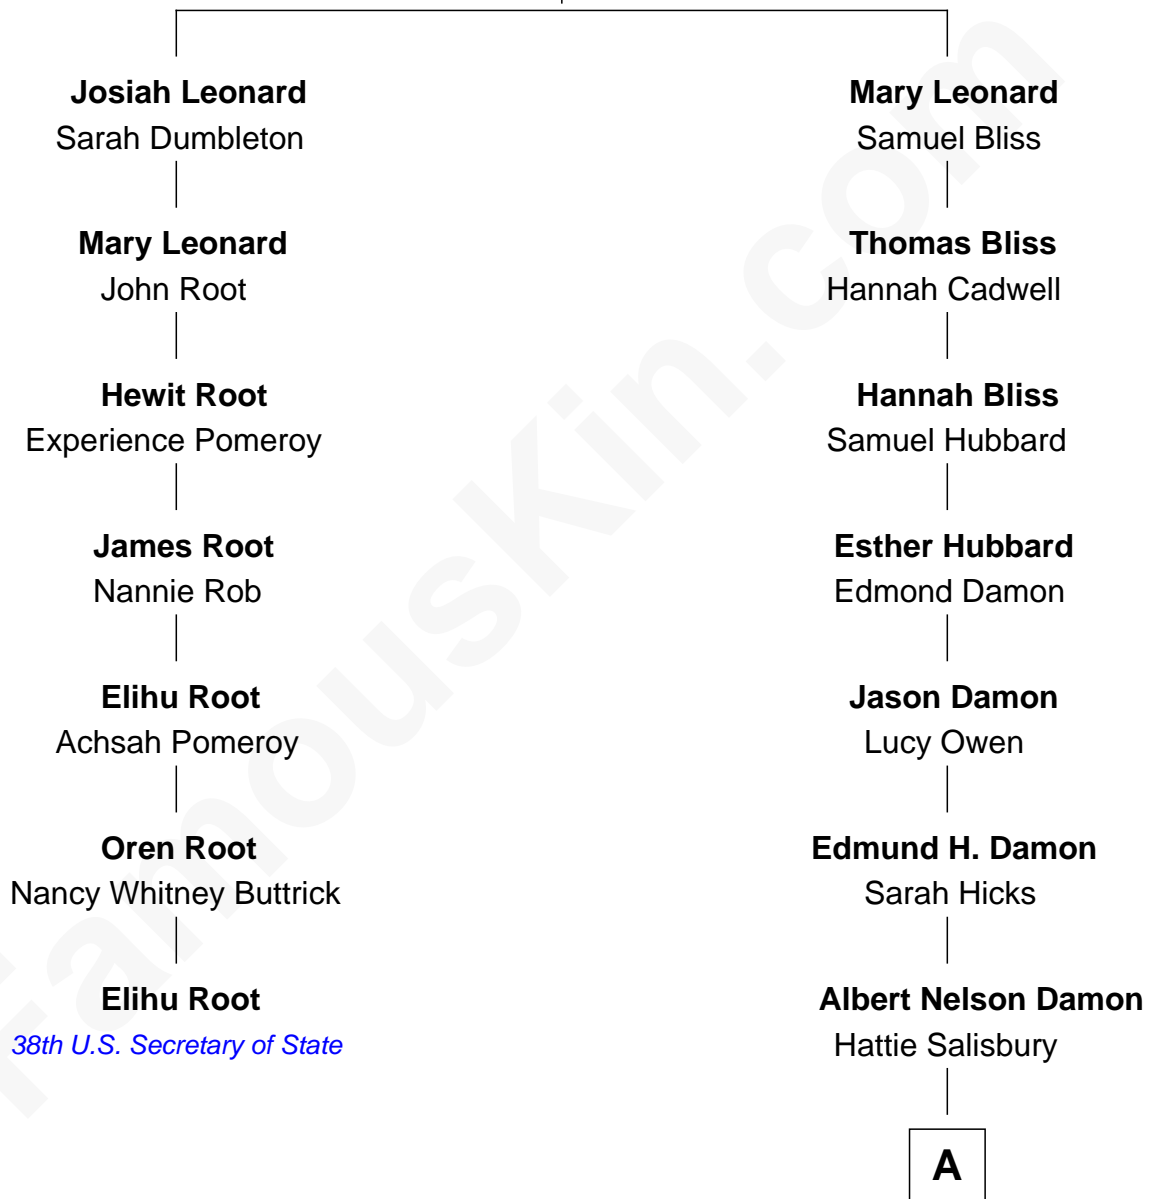 Josiah Leonard
Sarah Dumbleton
Mary Leonard
John Root
Hewit Root
Experience Pomeroy
James Root
Nannie Rob
Elihu Root
Achsah Pomeroy
Oren Root
Nancy Whitney Buttrick
Elihu Root
38th U.S. Secretary of State
Mary Leonard
Samuel Bliss
Thomas Bliss
Hannah Cadwell
Hannah Bliss
Samuel Hubbard
Esther Hubbard
Edmond Damon
Jason Damon
Lucy Owen
Edmund H. Damon
Sarah Hicks
Albert Nelson Damon
Hattie Salisbury
A
FamousKin.com